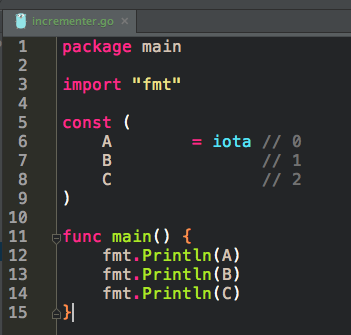 incrementer.go ×
1 package main
2
3 import "fmt"
4
5 const (
6     A        = iota // 0
7     B               // 1
8     C               // 2
9 )
10
11 func main() {
12     fmt.Println(A)
13     fmt.Println(B)
14     fmt.Println(C)
15 }